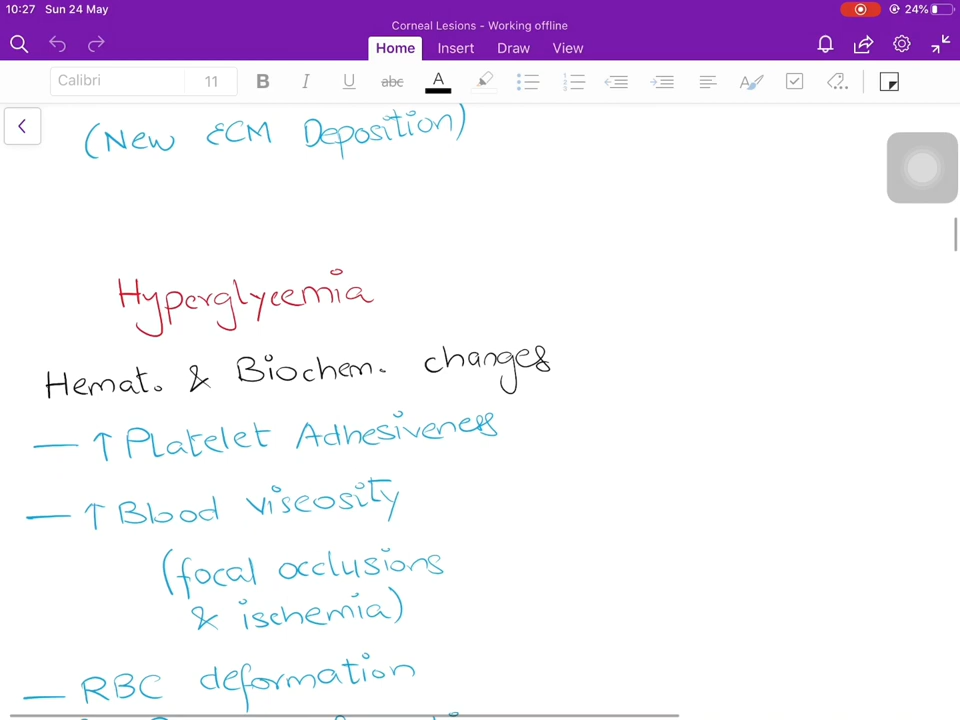 10:27 Sun 24 May
24%
Corneal Lesions - Working offline
Home Insert Draw View
Calibri 11 B I U abc A
(New ECM Deposition)
Hyperglycemia
Hemat. & Biochem. changes
— ↑ Platelet Adhesiveness
— ↑ Blood viscosity
(focal occlusions
& ischemia)
— RBC deformation